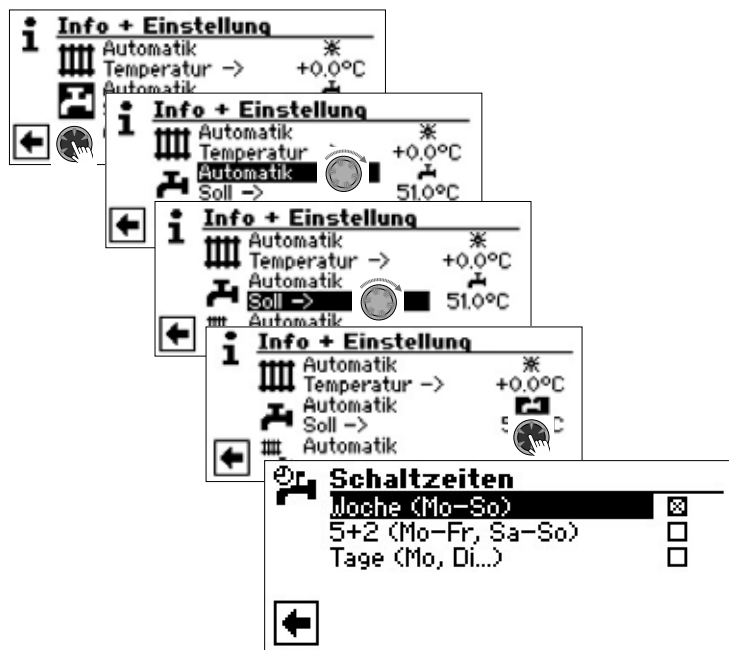 i Info + Einstellung
Automatik
Temperatur –> +0.0°C
Automatik
i Info + Einstellung
Automatik
Temperatur +0.0°C
Automatik
Soll –> 51.0°C
i Info + Einstellung
Automatik
Temperatur –> +0.0°C
Automatik
Soll –> 51.0°C
Automatik
i Info + Einstellung
Automatik
Temperatur –> +0.0°C
Automatik
Soll –>
Automatik
Schaltzeiten
Woche (Mo–So)
5+2 (Mo–Fr, Sa–So)
Tage (Mo, Di...)